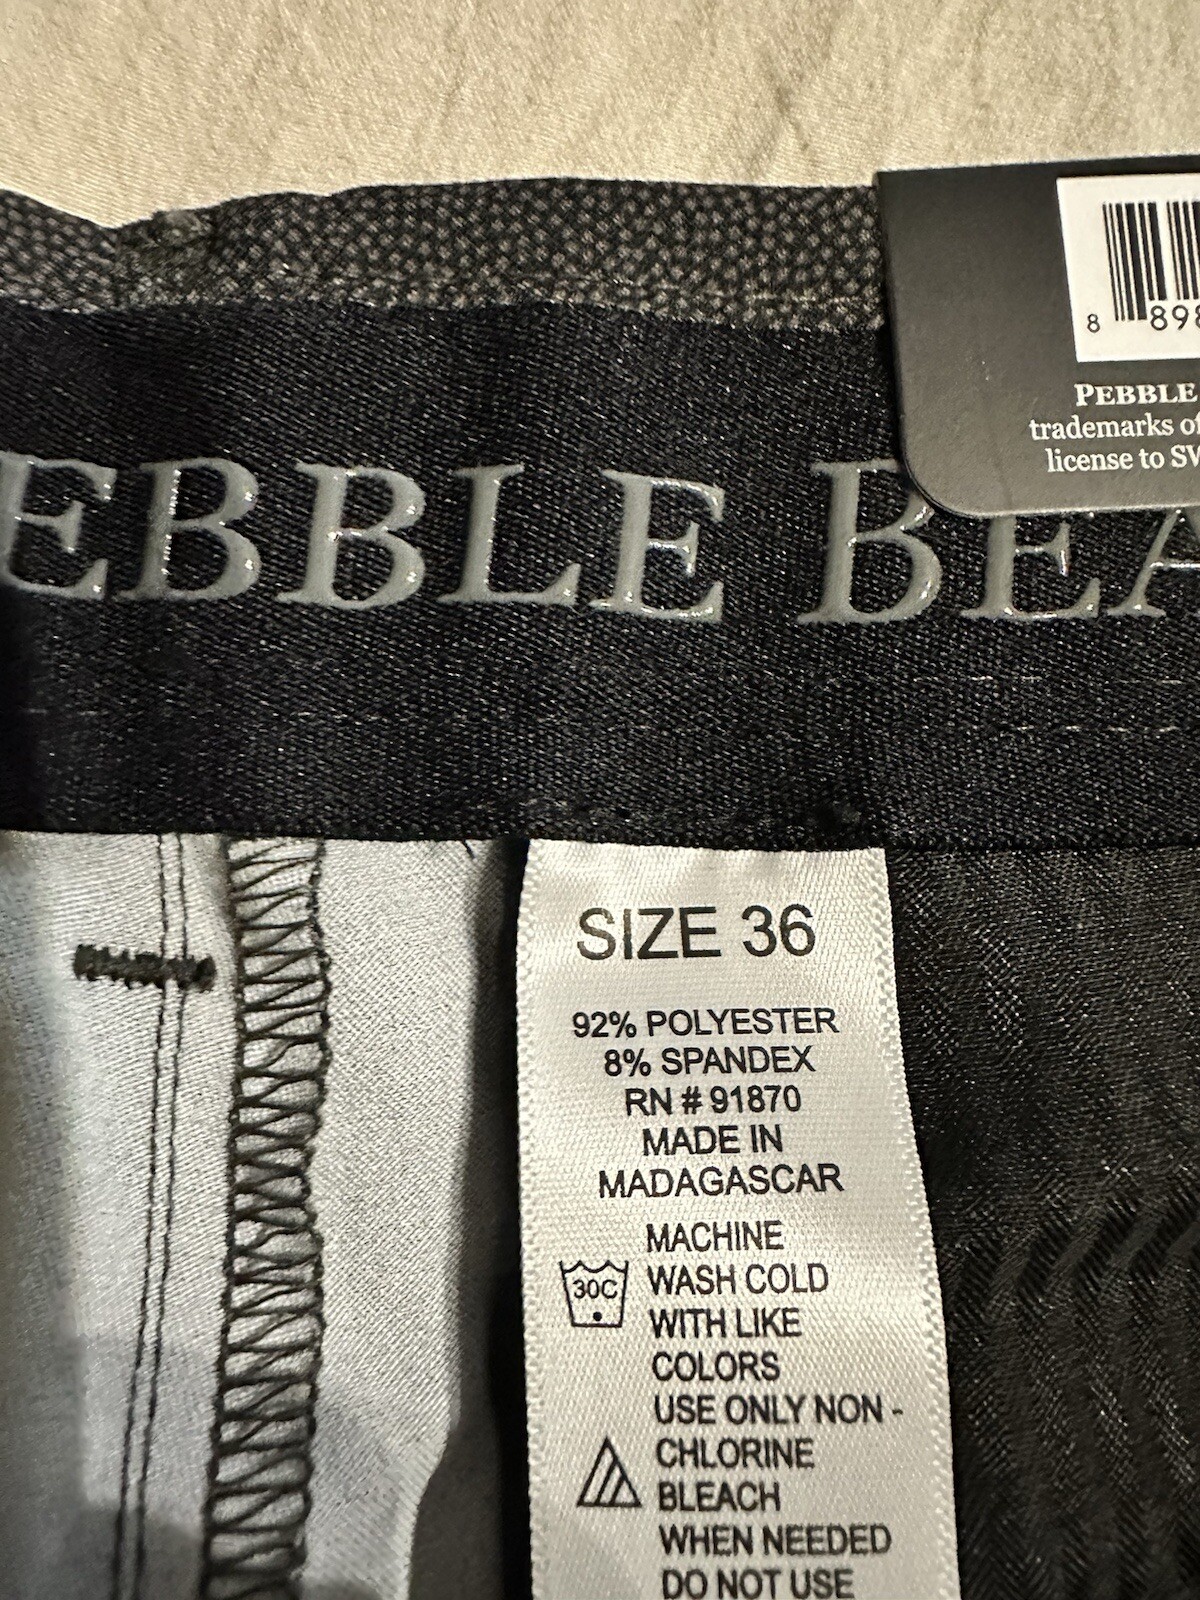 8 898
PEBBLE
trademarks of
license to SW
EBBLE BEA
SIZE 36
92% POLYESTER
8% SPANDEX
RN # 91870
MADE IN
MADAGASCAR
MACHINE
30C WASH COLD
WITH LIKE
COLORS
USE ONLY NON -
CHLORINE
BLEACH
WHEN NEEDED
DO NOT USE